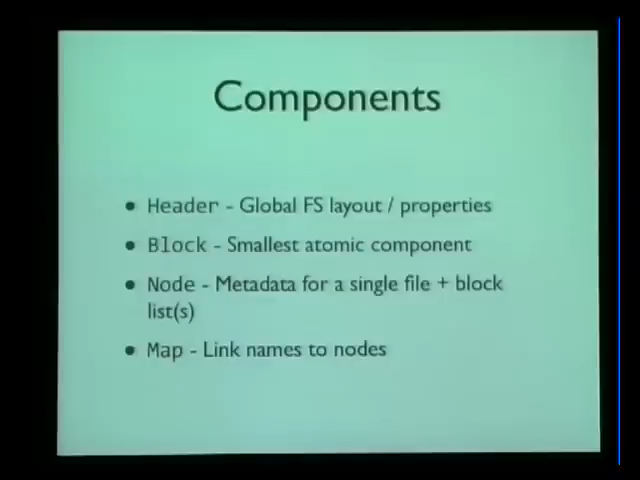 Components
• Header - Global FS layout / properties
• Block - Smallest atomic component
• Node - Metadata for a single file + block
list(s)
• Map - Link names to nodes